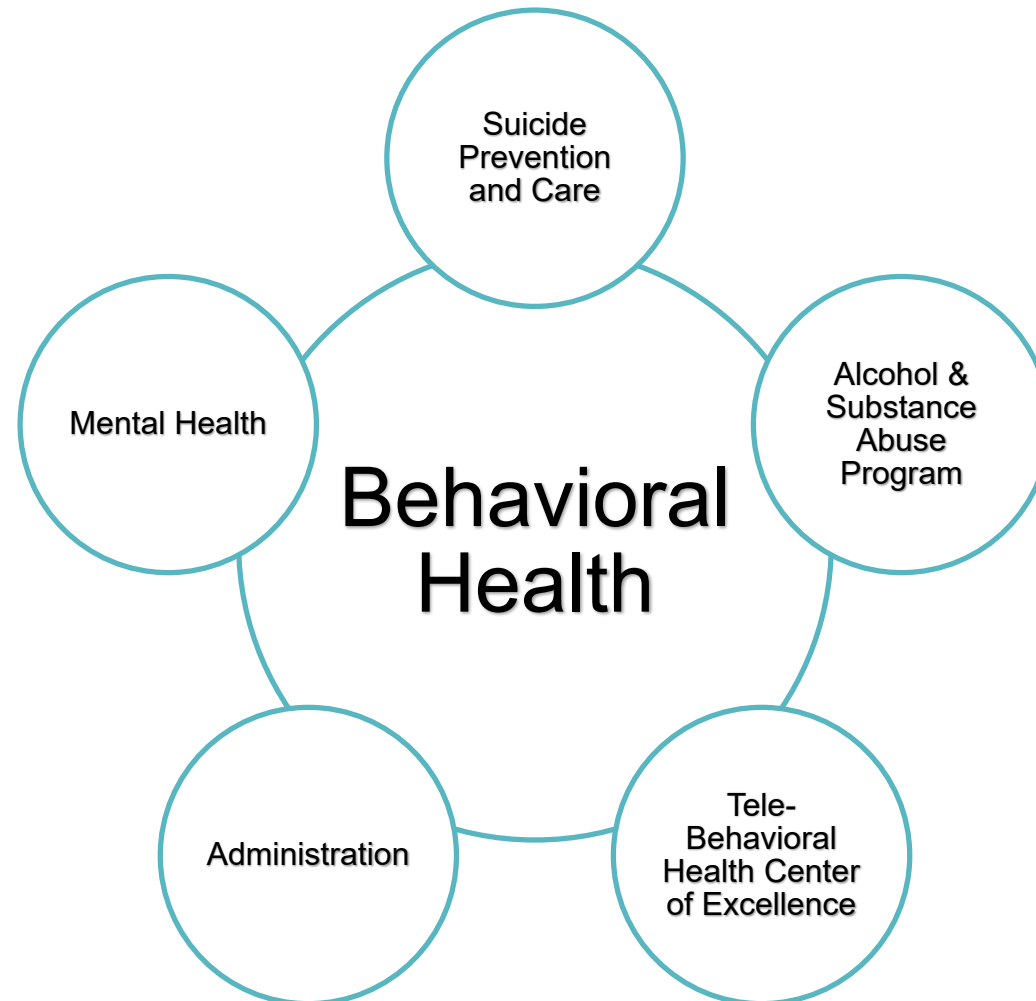 Suicide
Prevention
and Care
Alcohol &
Substance
Abuse
Program
Mental Health
Behavioral
Health
Tele-
Behavioral
Health Center
of Excellence
Administration